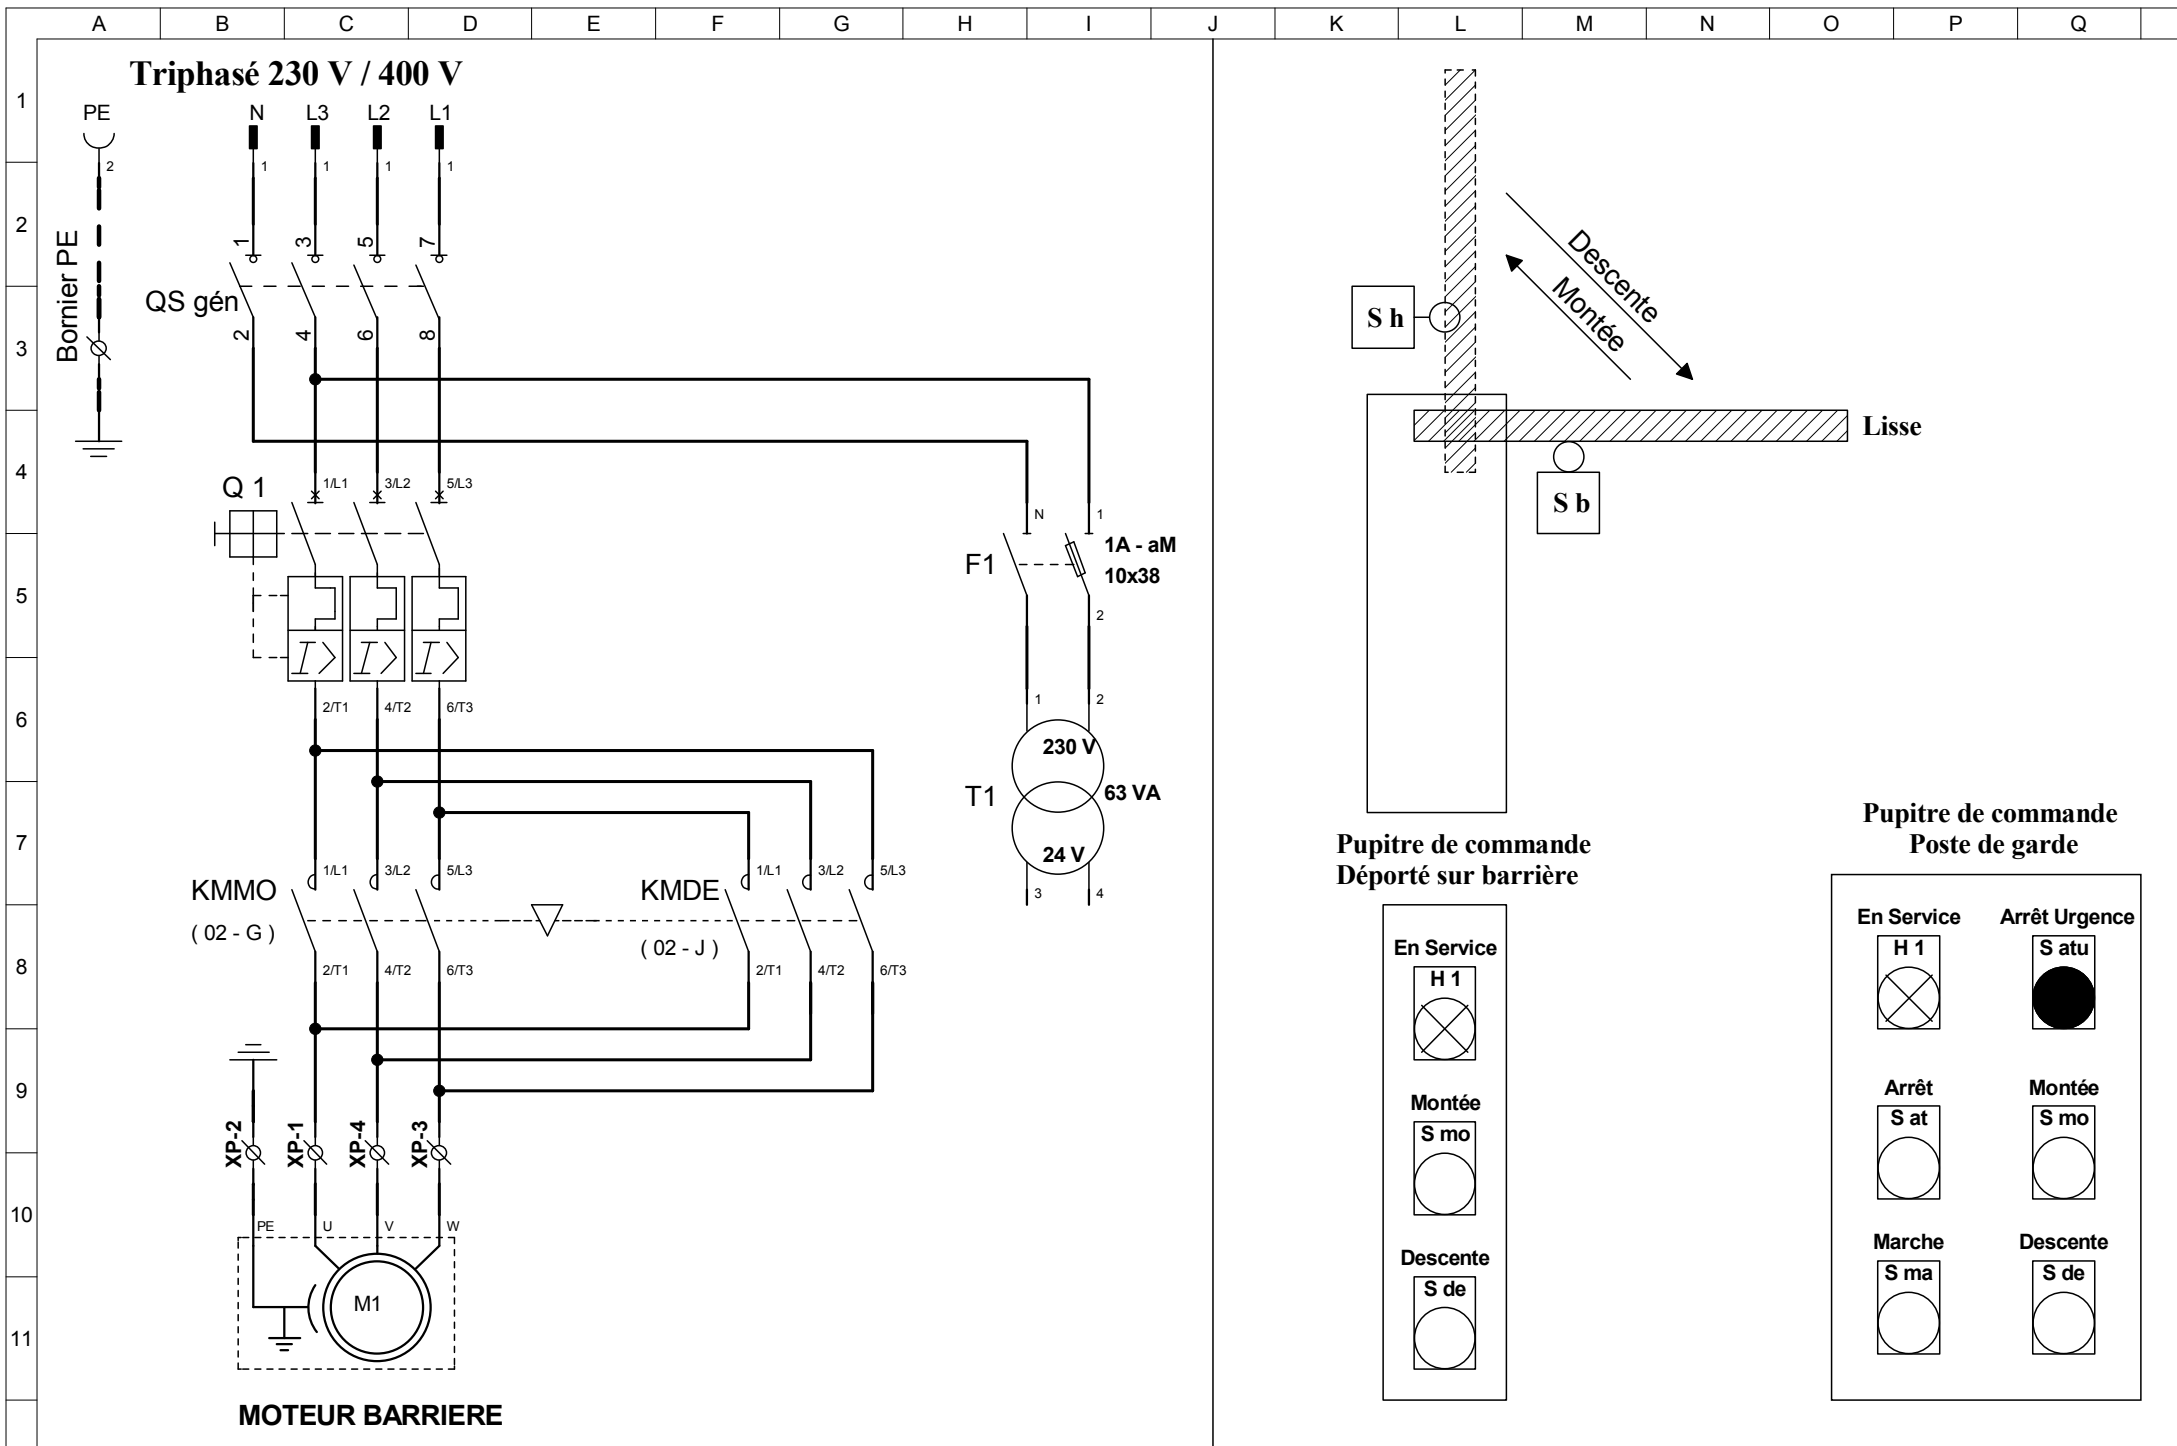 A B C D E F G H I J K L M N O P Q
1
2
3
4
5
6
7
8
9
10
11
Triphasé 230 V / 400 V
PE N L3 L2 L1
2 1 1 1 1
Bornier PE
QS gén
1 3 5 7
2 4 6 8
Q 1
1/L1 3/L2 5/L3
2/T1 4/T2 6/T3
N 1
F1
1A - aM
10x38
2
1 2
230 V
T1
63 VA
24 V
3 4
KMMO
( 02 - G )
1/L1 3/L2 5/L3
2/T1 4/T2 6/T3
KMDE
( 02 - J )
1/L1 3/L2 5/L3
2/T1 4/T2 6/T3
XP-2 XP-1 XP-4 XP-3
PE U V W
M1
MOTEUR BARRIERE
Descente
Montée
S h
Lisse
S b
Pupitre de commande
Déporté sur barrière
En Service
H 1
Montée
S mo
Descente
S de
Pupitre de commande
Poste de garde
En Service Arrêt Urgence
H 1 S atu
Arrêt Montée
S at S mo
Marche Descente
S ma S de